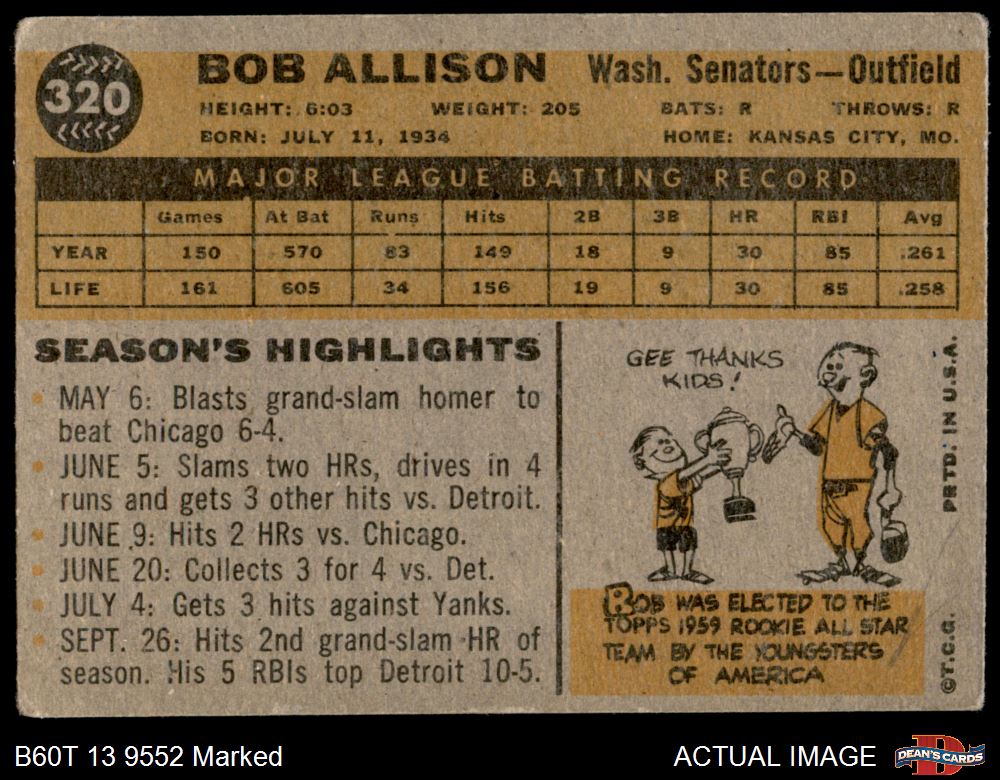 320
BOB ALLISON Wash. Senators—Outfield
HEIGHT: 6:03 WEIGHT: 205 BATS: R THROWS: R
BORN: JULY 11, 1934 HOME: KANSAS CITY, MO.
MAJOR LEAGUE BATTING RECORD
Games At Bat Runs Hits 2B 3B HR RBI Avg
YEAR 150 570 83 149 18 9 30 85 .261
LIFE 161 605 34 156 19 9 30 85 .258
SEASON'S HIGHLIGHTS
MAY 6: Blasts grand-slam homer to
beat Chicago 6-4.
JUNE 5: Slams two HRs, drives in 4
runs and gets 3 other hits vs. Detroit.
JUNE 9: Hits 2 HRs vs. Chicago.
JUNE 20: Collects 3 for 4 vs. Det.
JULY 4: Gets 3 hits against Yanks.
SEPT. 26: Hits 2nd grand-slam HR of
season. His 5 RBIs top Detroit 10-5.
GEE THANKS
KIDS!
BOB WAS ELECTED TO THE
TOPPS 1959 ROOKIE ALL STAR
TEAM BY THE YOUNGSTERS
OF AMERICA
©T.C.G. PRTD. IN U.S.A.
B60T 13 9552 Marked
ACTUAL IMAGE
DEAN'S CARDS